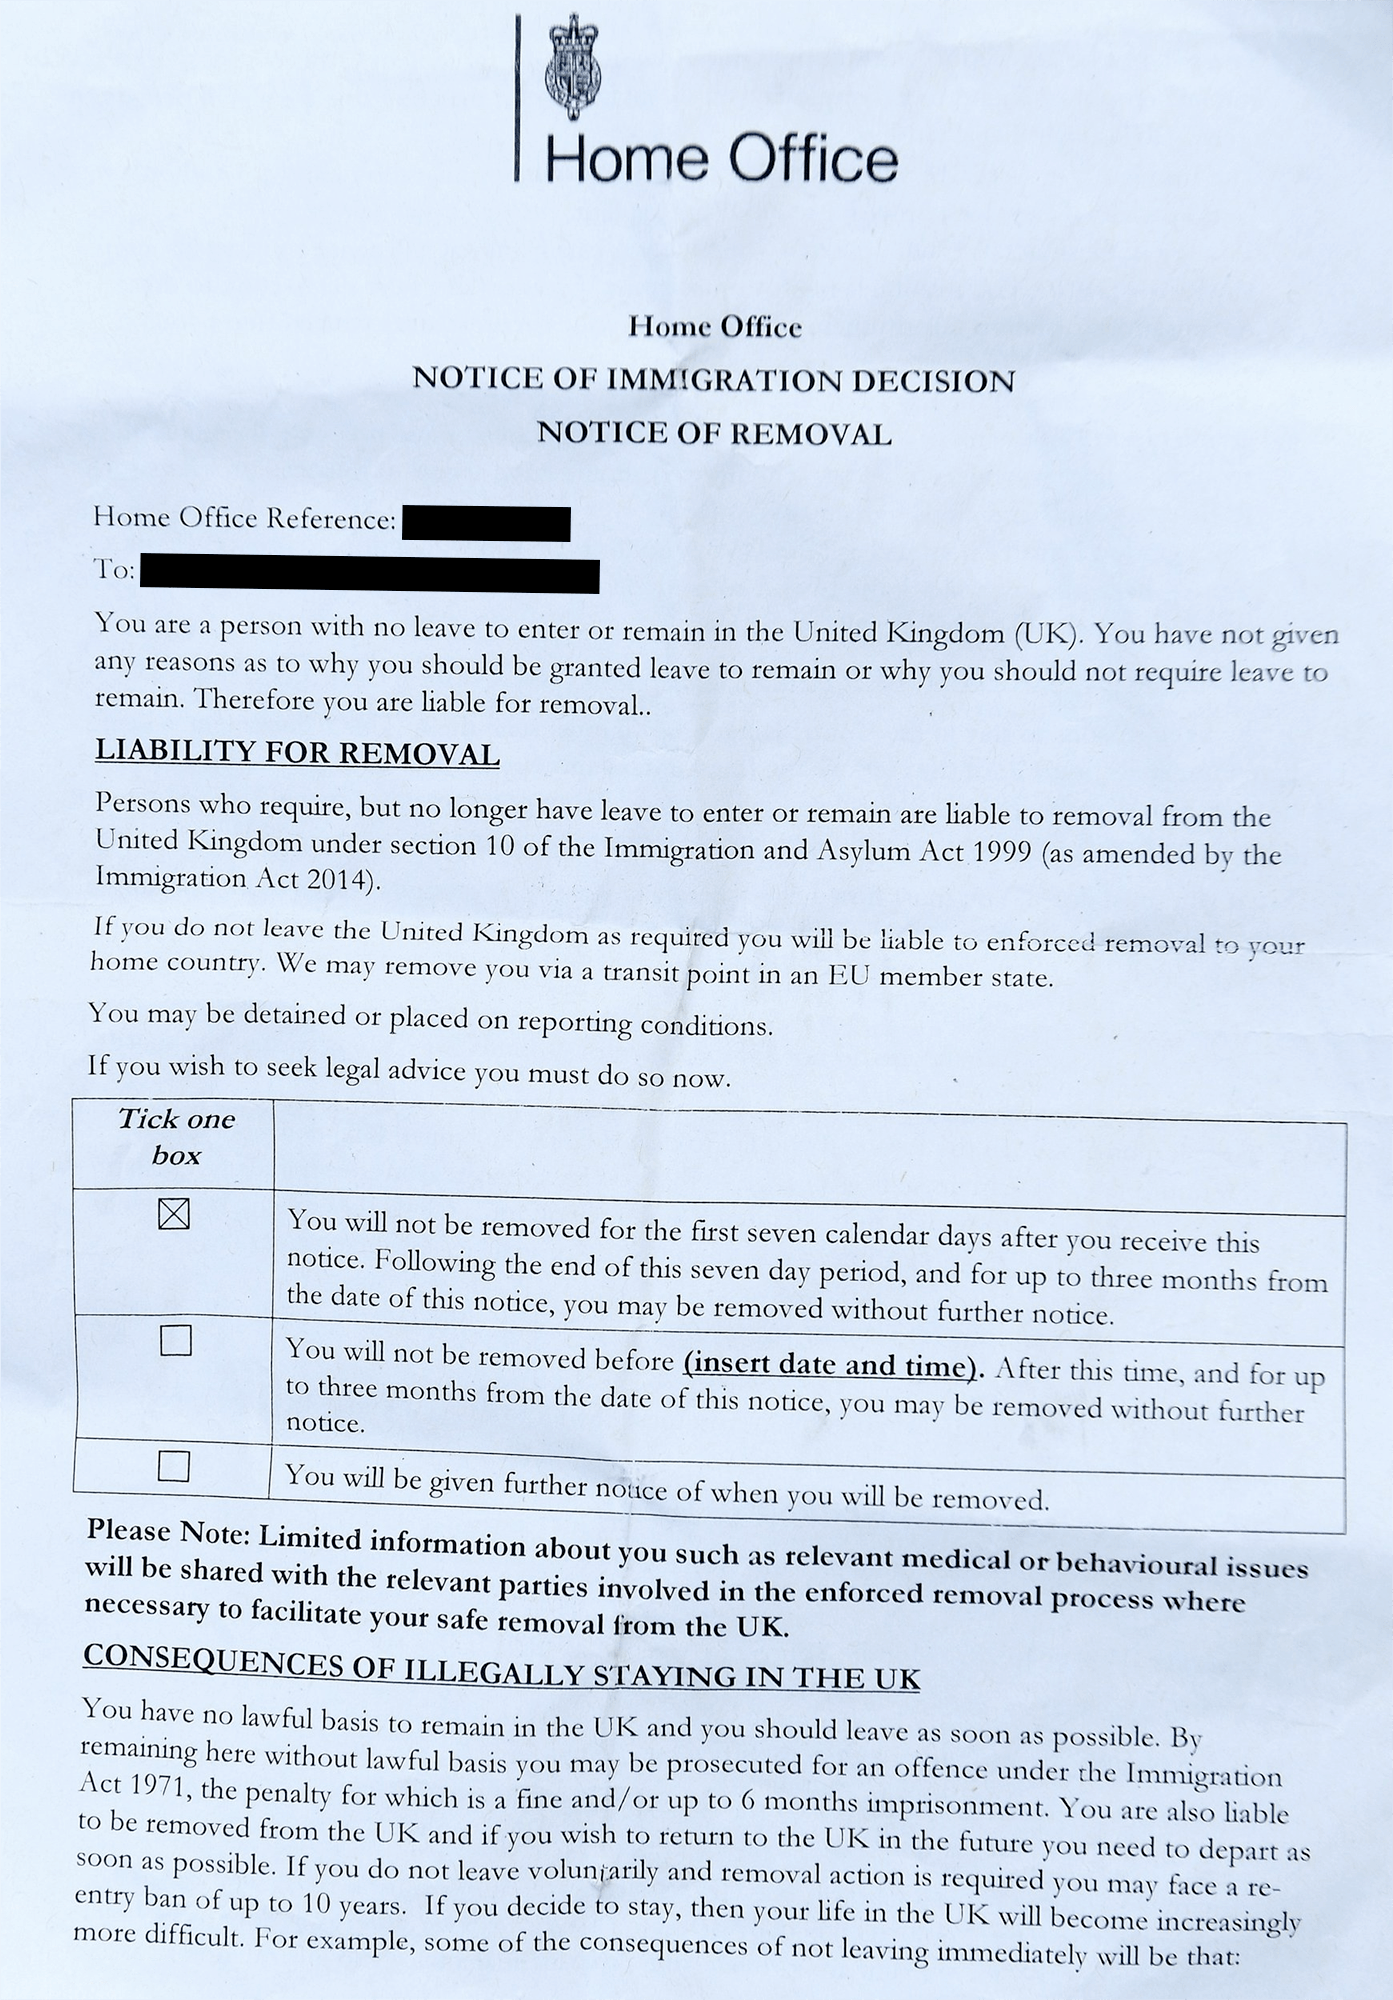 Home Office
Home Office
NOTICE OF IMMIGRATION DECISION
NOTICE OF REMOVAL
Home Office Reference:
To:
You are a person with no leave to enter or remain in the United Kingdom (UK). You have not given
any reasons as to why you should be granted leave to remain or why you should not require leave to
remain. Therefore you are liable for removal..
LIABILITY FOR REMOVAL
Persons who require, but no longer have leave to enter or remain are liable to removal from the
United Kingdom under section 10 of the Immigration and Asylum Act 1999 (as amended by the
Immigration Act 2014).
If you do not leave the United Kingdom as required you will be liable to enforced removal to your
home country. We may remove you via a transit point in an EU member state.
You may be detained or placed on reporting conditions.
If you wish to seek legal advice you must do so now.
Tick one
box
You will not be removed for the first seven calendar days after you receive this
notice. Following the end of this seven day period, and for up to three months from
the date of this notice, you may be removed without further notice.
You will not be removed before (insert date and time). After this time, and for up
to three months from the date of this notice, you may be removed without further
notice.
You will be given further notice of when you will be removed.
Please Note: Limited information about you such as relevant medical or behavioural issues
will be shared with the relevant parties involved in the enforced removal process where
necessary to facilitate your safe removal from the UK.
CONSEQUENCES OF ILLEGALLY STAYING IN THE UK
You have no lawful basis to remain in the UK and you should leave as soon as possible. By
remaining here without lawful basis you may be prosecuted for an offence under the Immigration
Act 1971, the penalty for which is a fine and/or up to 6 months imprisonment. You are also liable
to be removed from the UK and if you wish to return to the UK in the future you need to depart as
soon as possible. If you do not leave voluntarily and removal action is required you may face a re-
entry ban of up to 10 years. If you decide to stay, then your life in the UK will become increasingly
more difficult. For example, some of the consequences of not leaving immediately will be that: